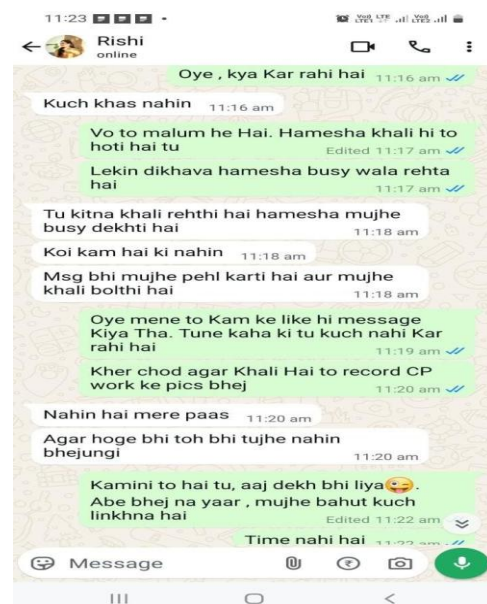 11:23
Rishi
online
Oye , kya Kar rahi hai 11:16 am
Kuch khas nahin 11:16 am
Vo to malum he Hai. Hamesha khali hi to
hoti hai tu
Edited 11:17 am
Lekin dikhava hamesha busy wala rehta
hai
11:17 am
Tu kitna khali rehthi hai hamesha mujhe
busy dekhti hai
11:18 am
Koi kam hai ki nahin 11:18 am
Msg bhi mujhe pehl karti hai aur mujhe
khali bolthi hai
11:18 am
Oye mene to Kam ke like hi message
Kiya Tha. Tune kaha ki tu kuch nahi Kar
rahi hai
11:19 am
Kher chod agar Khali Hai to record CP
work ke pics bhej
11:20 am
Nahin hai mere paas 11:20 am
Agar hoge bhi toh bhi tujhe nahin
bhejungi
11:20 am
Kamini to hai tu, aaj dekh bhi liya😜.
Abe bhej na yaar , mujhe bahut kuch
linkhna hai
Edited 11:22 am
Time nahi hai 11:22 am
Message